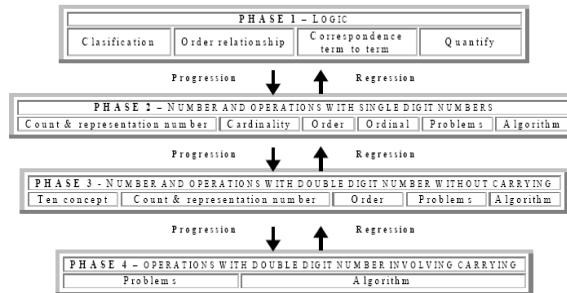 PHASE 1 – LOGIC
Clasification Order relationship Correspondence term to term Quantify
Progression Regression
PHASE 2 – NUMBER AND OPERATIONS WITH SINGLE DIGIT NUMBERS
Count & representation number Cardinality Order Ordinal Problems Algorithm
Progression Regression
PHASE 3 - NUMBER AND OPERATIONS WITH DOUBLE DIGIT NUMBER WITHOUT CARRYING
Ten concept Count & representation number Order Problems Algorithm
Progression Regression
PHASE 4 – OPERATIONS WITH DOUBLE DIGIT NUMBER INVOLVING CARRYING
Problems Algorithm